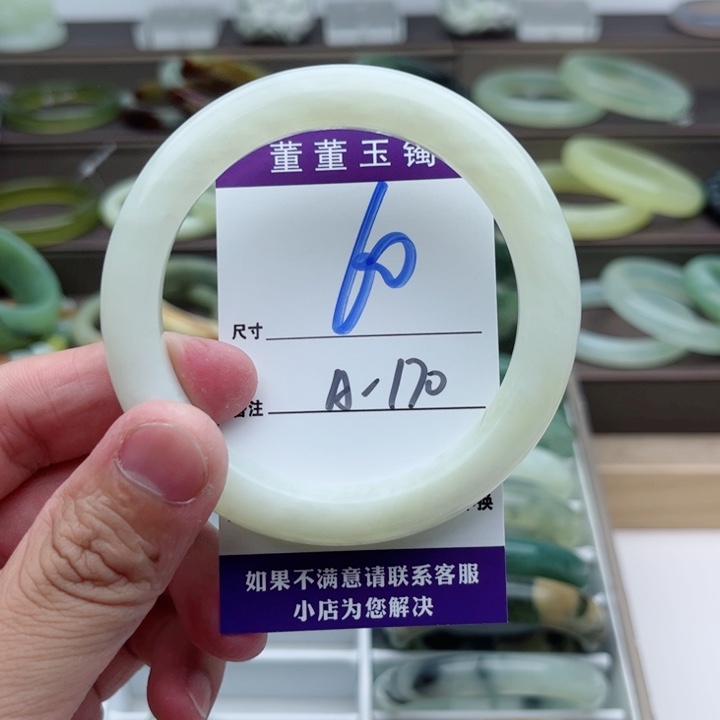 董董玉镯
60
尺寸
备注 A-170
换
如果不满意请联系客服
小店为您解决